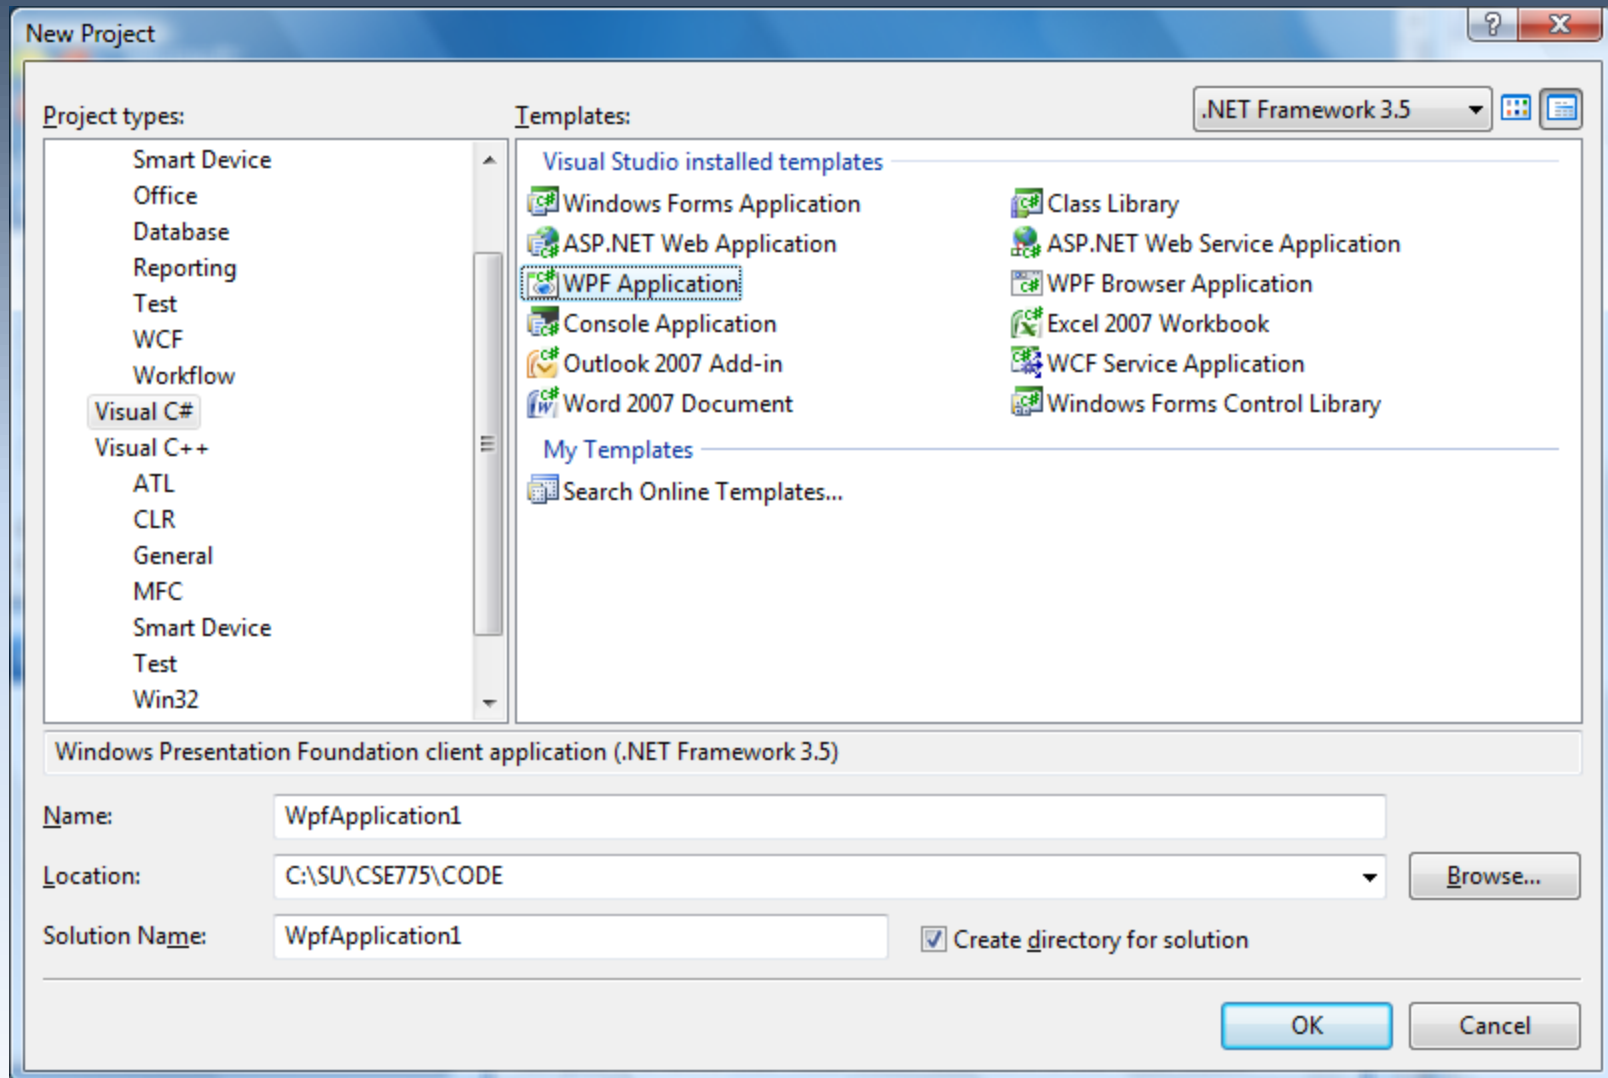 New Project
Project types:
Templates:
.NET Framework 3.5
Smart Device
Office
Database
Reporting
Test
WCF
Workflow
Visual C#
Visual C++
ATL
CLR
General
MFC
Smart Device
Test
Win32
Visual Studio installed templates
Windows Forms Application
Class Library
ASP.NET Web Application
ASP.NET Web Service Application
WPF Application
WPF Browser Application
Console Application
Excel 2007 Workbook
Outlook 2007 Add-in
WCF Service Application
Word 2007 Document
Windows Forms Control Library
My Templates
Search Online Templates...
Windows Presentation Foundation client application (.NET Framework 3.5)
Name:
WpfApplication1
Location:
C:\SU\CSE775\CODE
Browse...
Solution Name:
WpfApplication1
Create directory for solution
OK
Cancel